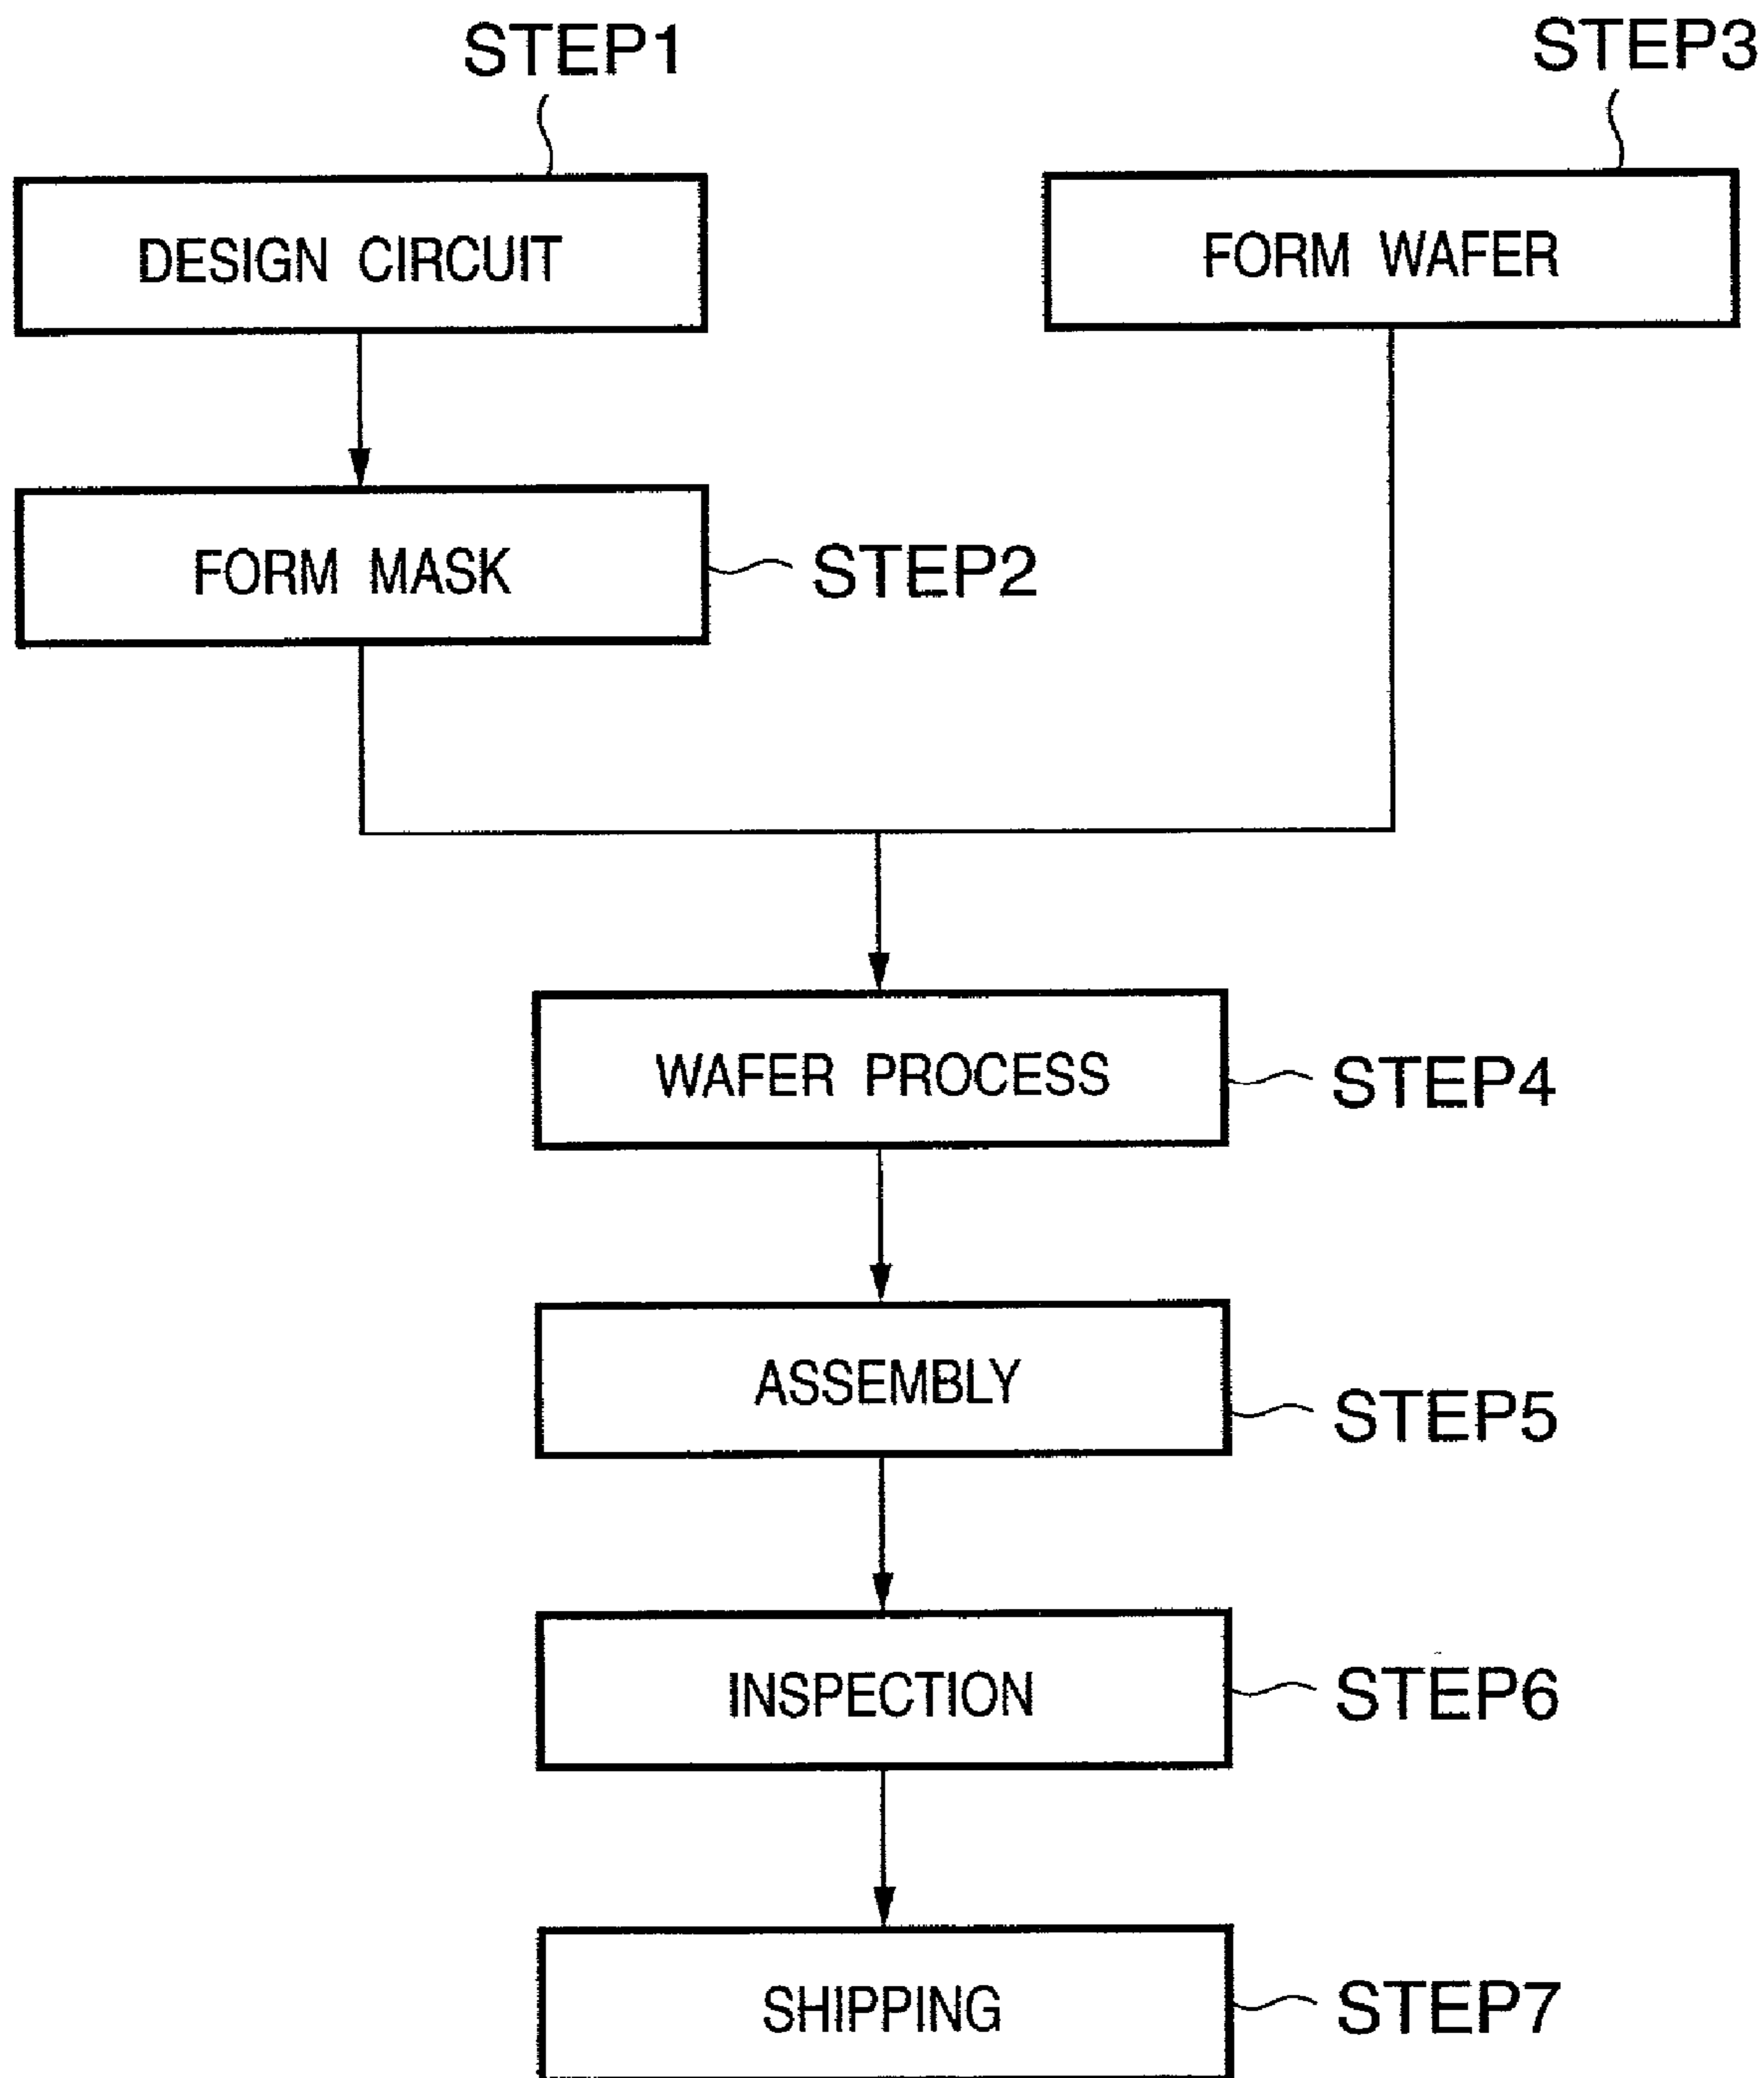 STEP1
STEP3
DESIGN CIRCUIT
FORM WAFER
FORM MASK
STEP2
WAFER PROCESS
STEP4
ASSEMBLY
STEP5
INSPECTION
STEP6
SHIPPING
STEP7